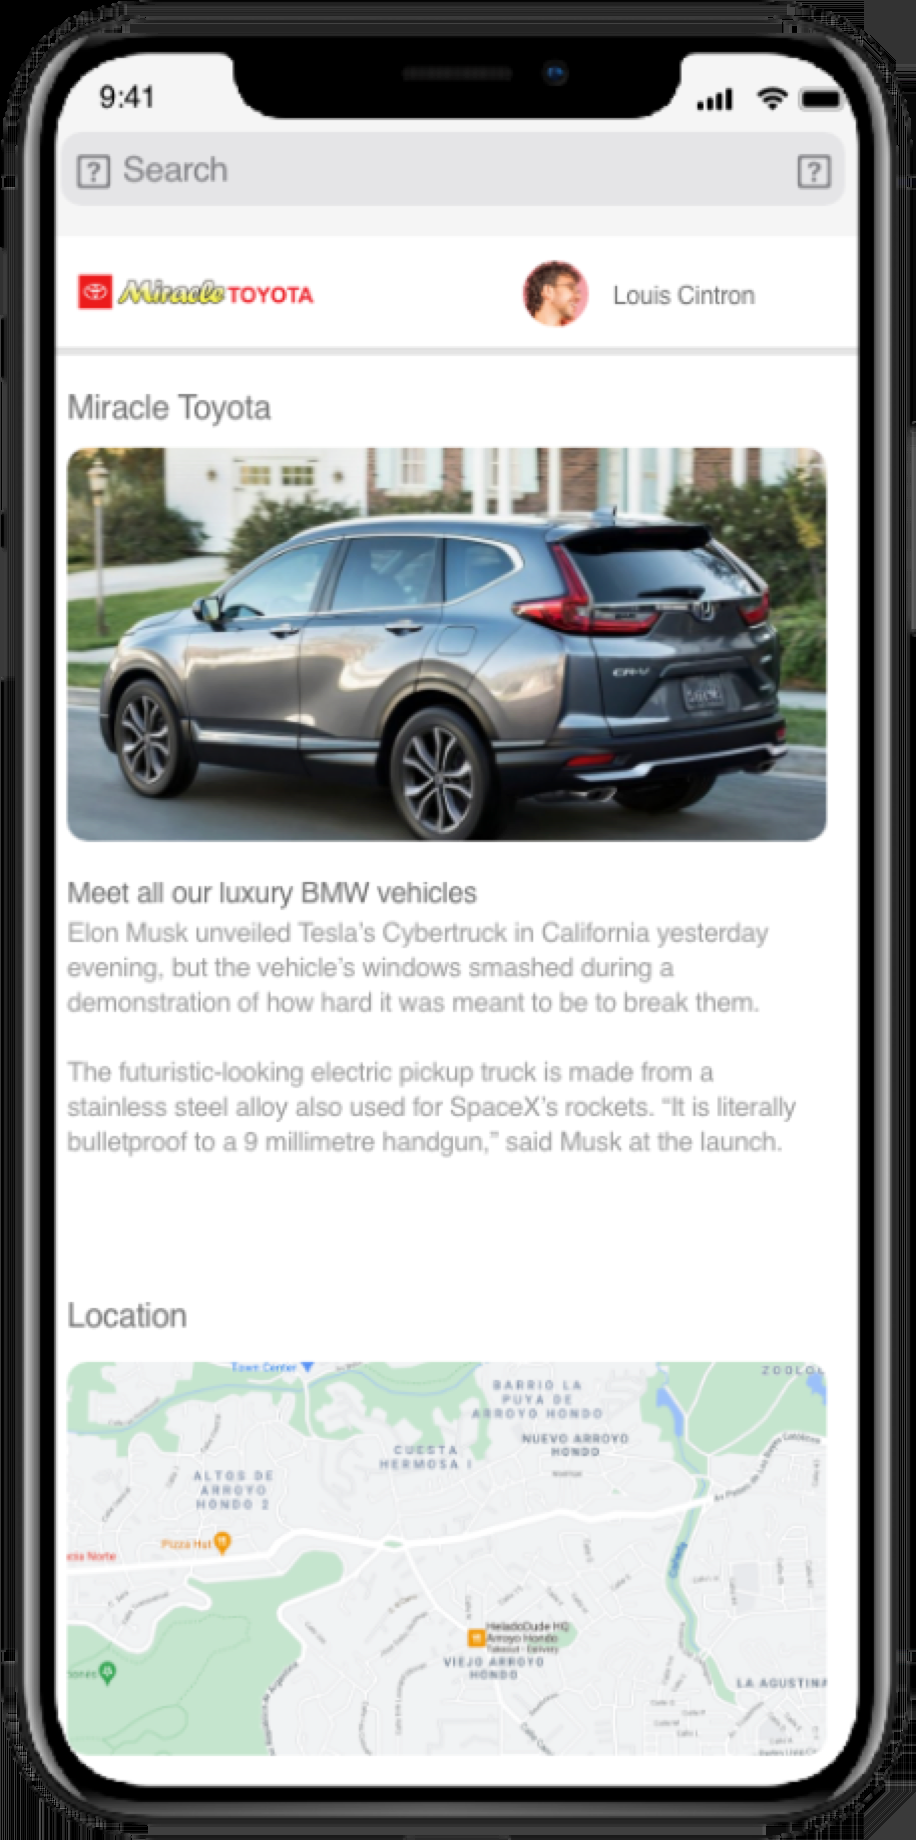 9:41
? Search ?
Miracle TOYOTA
Louis Cintron
Miracle Toyota
CR-V
Meet all our luxury BMW vehicles
Elon Musk unveiled Tesla’s Cybertruck in California yesterday
evening, but the vehicle’s windows smashed during a
demonstration of how hard it was meant to be to break them.
The futuristic-looking electric pickup truck is made from a
stainless steel alloy also used for SpaceX’s rockets. “It is literally
bulletproof to a 9 millimetre handgun,” said Musk at the launch.
Location
Town Center
BARRIO LA
PUYA DE
ARROYO HONDO
NUEVO ARROYO
HONDO
CUESTA
HERMOSA I
ALTOS DE
ARROYO
HONDO 2
Pizza Hut
cia Norte
HeladoDude HQ
Arroyo Hondo
Takeout · Delivery
VIEJO ARROYO
HONDO
LA AGUSTINA